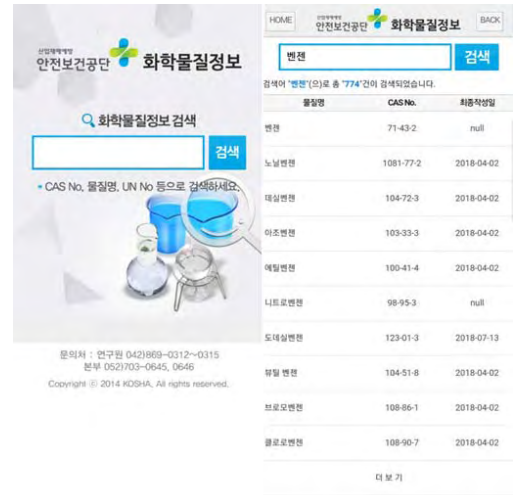 산업재해예방
안전보건공단 화학물질정보
화학물질정보 검색
검색
• CAS No, 물질명, UN No 등으로 검색하세요.
문의처 : 연구원 042)869-0312~0315
본부 052)703-0645, 0646
Copyright ⓒ 2014 KOSHA, All rights reserved.
HOME 산업재해예방 안전보건공단 화학물질정보 BACK
벤젠 검색
검색어 "벤젠"(으)로 총 "774"건이 검색되었습니다.
물질명 CAS No. 최종작성일
벤젠 71-43-2 null
노닐벤젠 1081-77-2 2018-04-02
데실벤젠 104-72-3 2018-04-02
아조벤젠 103-33-3 2018-04-02
에틸벤젠 100-41-4 2018-04-02
니트로벤젠 98-95-3 null
도데실벤젠 123-01-3 2018-07-13
뷰틸 벤젠 104-51-8 2018-04-02
브로모벤젠 108-86-1 2018-04-02
클로로벤젠 108-90-7 2018-04-02
더 보 기